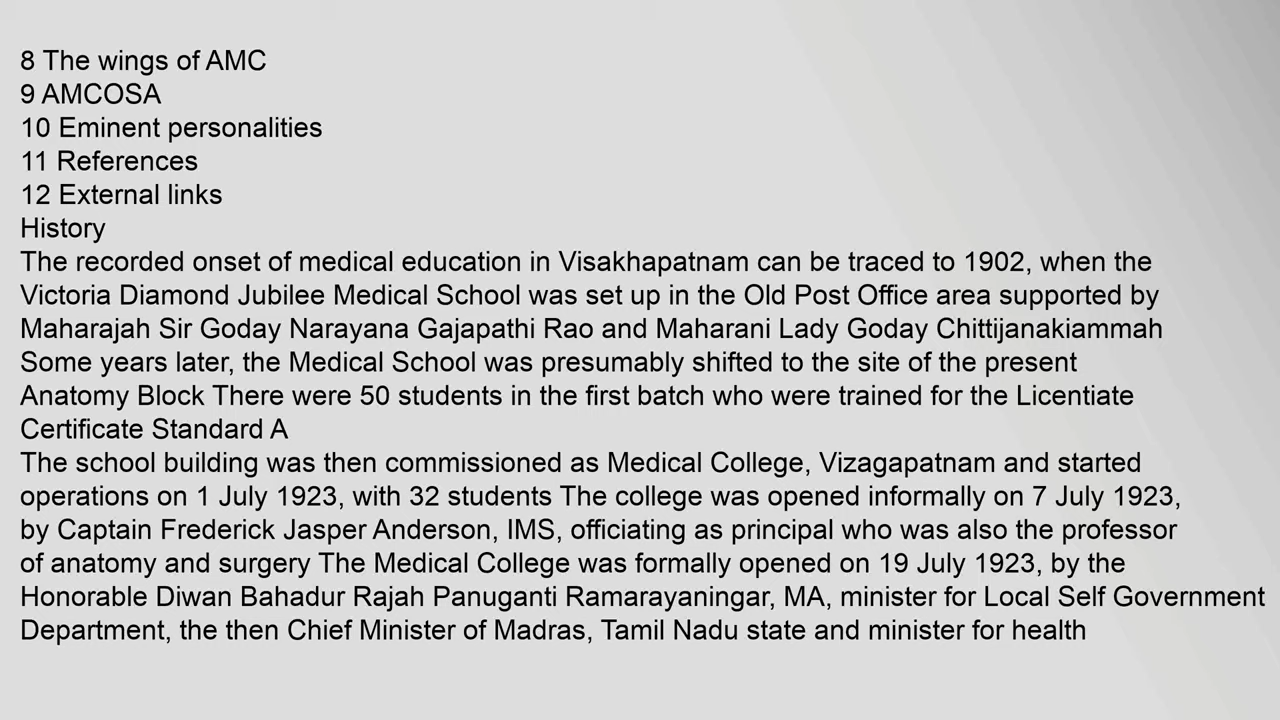 8 The wings of AMC
9 AMCOSA
10 Eminent personalities
11 References
12 External links
History
The recorded onset of medical education in Visakhapatnam can be traced to 1902, when the
Victoria Diamond Jubilee Medical School was set up in the Old Post Office area supported by
Maharajah Sir Goday Narayana Gajapathi Rao and Maharani Lady Goday Chittijanakiammah
Some years later, the Medical School was presumably shifted to the site of the present
Anatomy Block There were 50 students in the first batch who were trained for the Licentiate
Certificate Standard A
The school building was then commissioned as Medical College, Vizagapatnam and started
operations on 1 July 1923, with 32 students The college was opened informally on 7 July 1923,
by Captain Frederick Jasper Anderson, IMS, officiating as principal who was also the professor
of anatomy and surgery The Medical College was formally opened on 19 July 1923, by the
Honorable Diwan Bahadur Rajah Panuganti Ramarayaningar, MA, minister for Local Self Government
Department, the then Chief Minister of Madras, Tamil Nadu state and minister for health